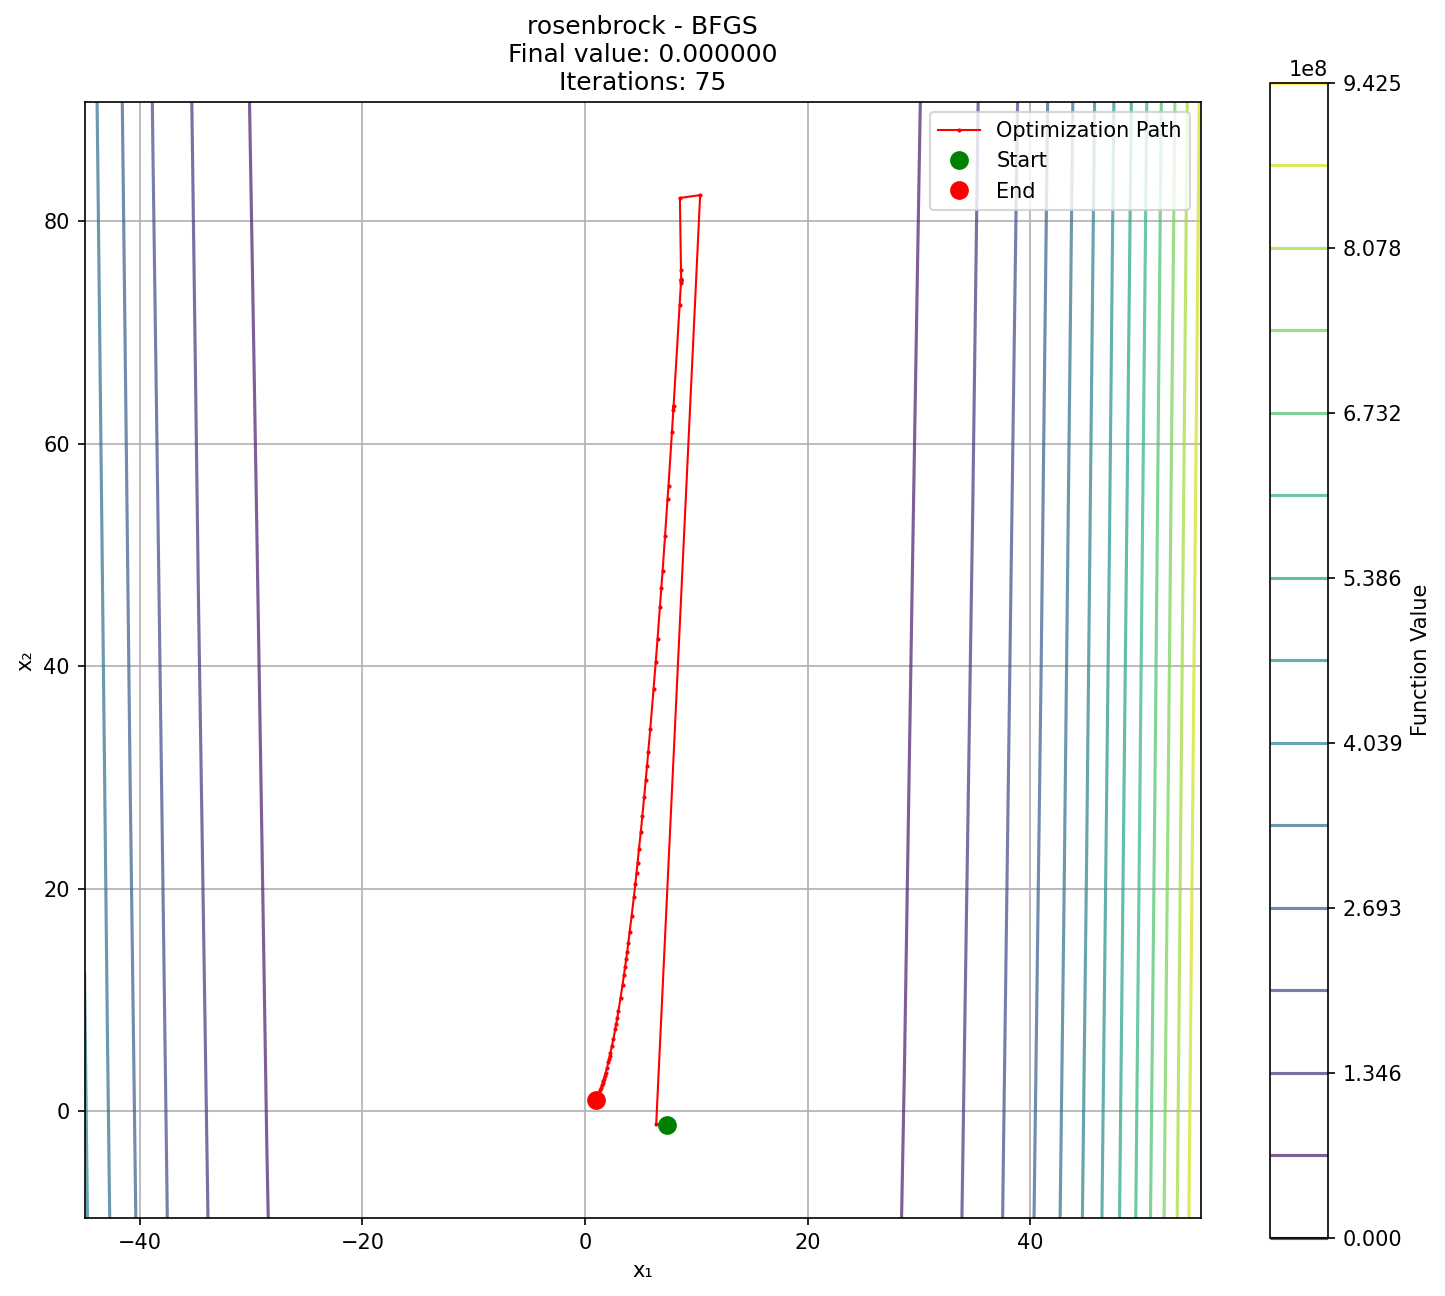 rosenbrock - BFGS
Final value: 0.000000
Iterations: 75
1e8
9.425
8.078
6.732
5.386
4.039
2.693
1.346
0.000
Function Value
Optimization Path
Start
End
80
60
40
20
0
x₂
−40
−20
0
20
40
x₁